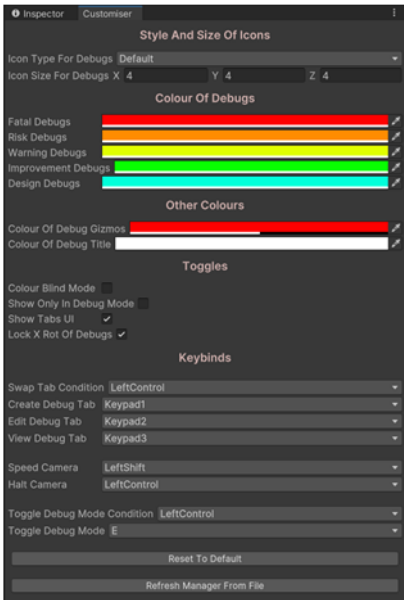 Inspector Customiser
Style And Size Of Icons
Icon Type For Debugs Default
Icon Size For Debugs X 4 Y 4 Z 4
Colour Of Debugs
Fatal Debugs
Risk Debugs
Warning Debugs
Improvement Debugs
Design Debugs
Other Colours
Colour Of Debug Gizmos
Colour Of Debug Title
Toggles
Colour Blind Mode
Show Only In Debug Mode
Show Tabs UI
Lock X Rot Of Debugs
Keybinds
Swap Tab Condition LeftControl
Create Debug Tab Keypad1
Edit Debug Tab Keypad2
View Debug Tab Keypad3
Speed Camera LeftShift
Halt Camera LeftControl
Toggle Debug Mode Condition LeftControl
Toggle Debug Mode E
Reset To Default
Refresh Manager From File